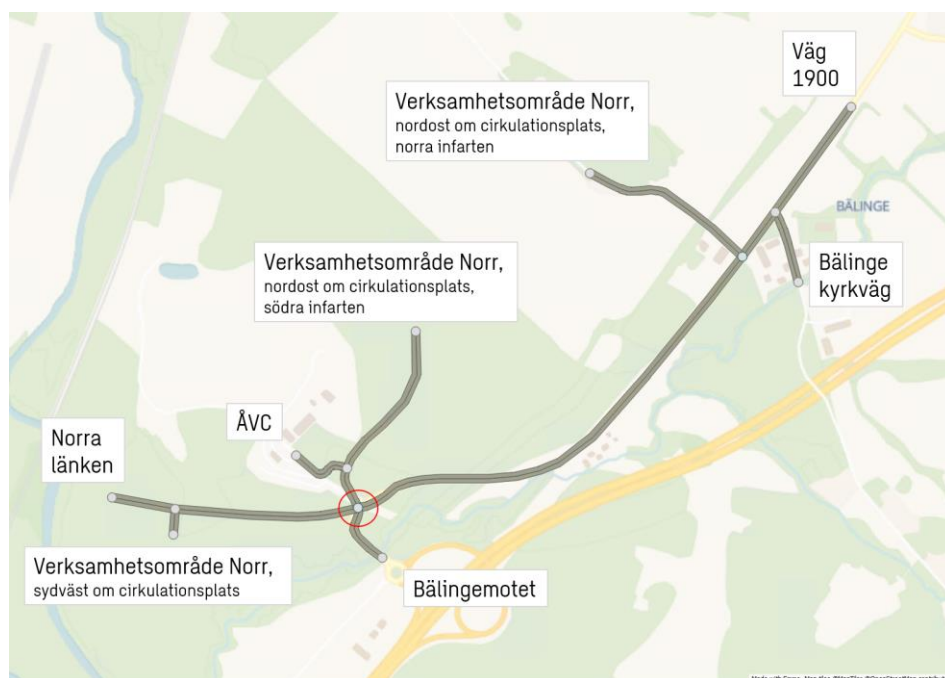 Väg
1900
Verksamhetsområde Norr,
nordost om cirkulationsplats,
norra infarten
BÄLINGE
Verksamhetsområde Norr,
nordost om cirkulationsplats,
södra infarten
Bälinge
kyrkväg
ÅVC
Norra
länken
Verksamhetsområde Norr,
sydväst om cirkulationsplats
Bälingemotet